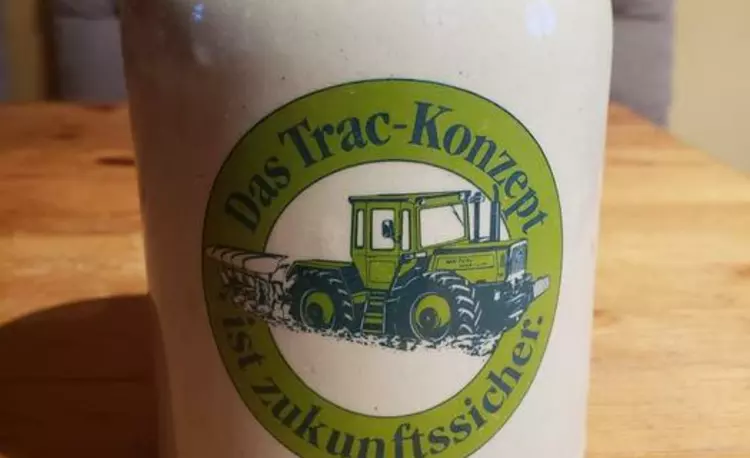 Das Trac-Konzept
ist zukunftssicher.